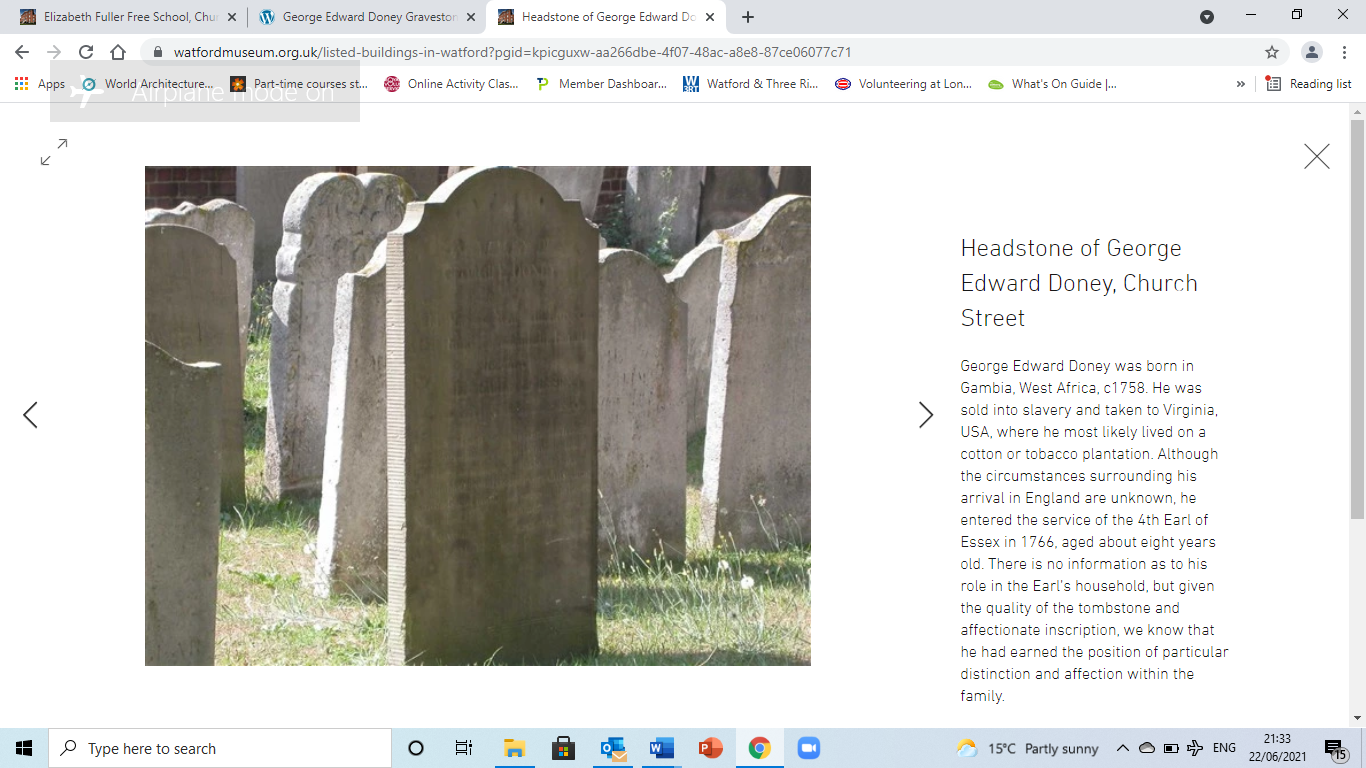 Elizabeth Fuller Free School, Chu
George Edward Doney Graveston
Headstone of George Edward Do
watfordmuseum.org.uk/listed-buildings-in-watford?pgid=kpicguxw-aa266dbe-4f07-48ac-a8e8-87ce06077c71
Apps
World Architecture...
Part-time courses st...
Online Activity Clas...
Member Dashboar...
Watford & Three Ri...
Volunteering at Lon...
What's On Guide |...
»
Reading list
Airplane mode on
Headstone of George
Edward Doney, Church
Street
George Edward Doney was born in
Gambia, West Africa, c1758. He was
sold into slavery and taken to Virginia,
USA, where he most likely lived on a
cotton or tobacco plantation. Although
the circumstances surrounding his
arrival in England are unknown, he
entered the service of the 4th Earl of
Essex in 1766, aged about eight years
old. There is no information as to his
role in the Earl's household, but given
the quality of the tombstone and
affectionate inscription, we know that
he had earned the position of particular
distinction and affection within the
family.
Type here to search
15°C Partly sunny
ENG
21:33
22/06/2021
15